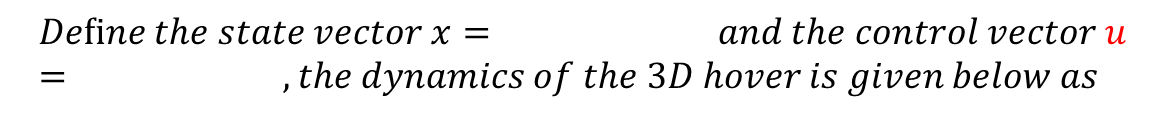 Define the state vector x = and the control vector u
= , the dynamics of the 3D hover is given below as